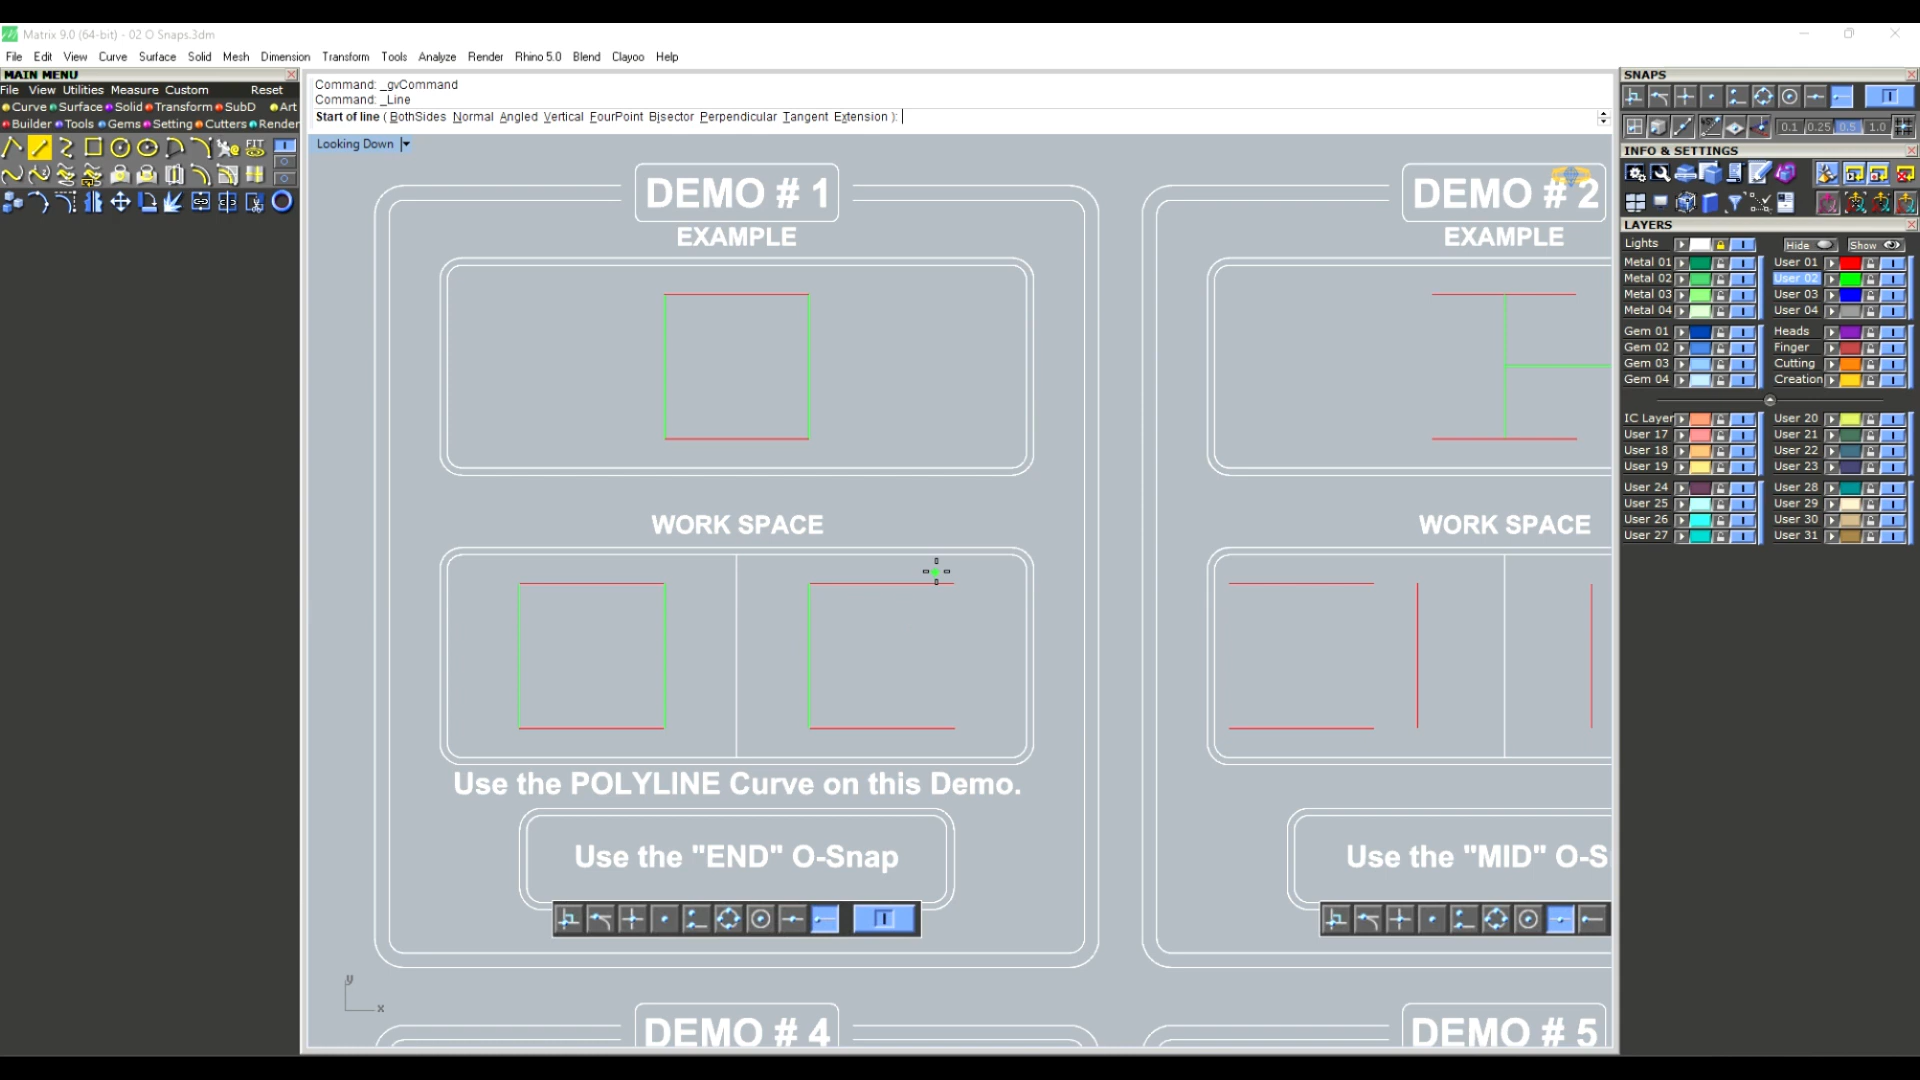 Matrix 9.0 (64-bit) - 02 O Snaps.3dm
File Edit View Curve Surface Solid Mesh Dimension Transform Tools Analyze Render Rhino 5.0 Blend Clayoo Help
MAIN MENU
File View Utilities Measure Custom Reset
Curve Surface Solid Transform SubD Art
Builder Tools Gems Setting Cutters Render
FIT
Command: _gvCommand
Command: _Line
Start of line ( BothSides Normal Angled Vertical FourPoint Bisector Perpendicular Tangent Extension ):
Looking Down
DEMO # 1
EXAMPLE
WORK SPACE
Use the POLYLINE Curve on this Demo.
Use the "END" O-Snap
DEMO # 2
EXAMPLE
WORK SPACE
Use the "MID" O-S
DEMO # 4
DEMO # 5
y
x
SNAPS
0.1 0.25 0.5 1.0
INFO & SETTINGS
LAYERS
Lights Hide Show
Metal 01 User 01
Metal 02 User 02
Metal 03 User 03
Metal 04 User 04
Gem 01 Heads
Gem 02 Finger
Gem 03 Cutting
Gem 04 Creation
IC Layer User 20
User 17 User 21
User 18 User 22
User 19 User 23
User 24 User 28
User 25 User 29
User 26 User 30
User 27 User 31